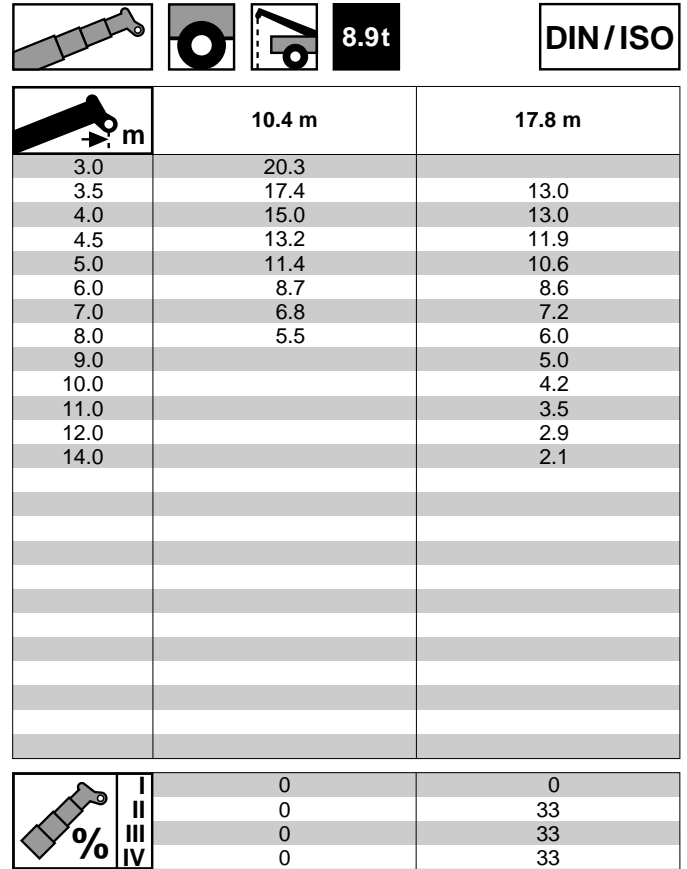 8.9t DIN/ISO
m 10.4 m 17.8 m
3.0 20.3
3.5 17.4 13.0
4.0 15.0 13.0
4.5 13.2 11.9
5.0 11.4 10.6
6.0 8.7 8.6
7.0 6.8 7.2
8.0 5.5 6.0
9.0 5.0
10.0 4.2
11.0 3.5
12.0 2.9
14.0 2.1
I 0 0
II 0 33
III 0 33
% IV 0 33